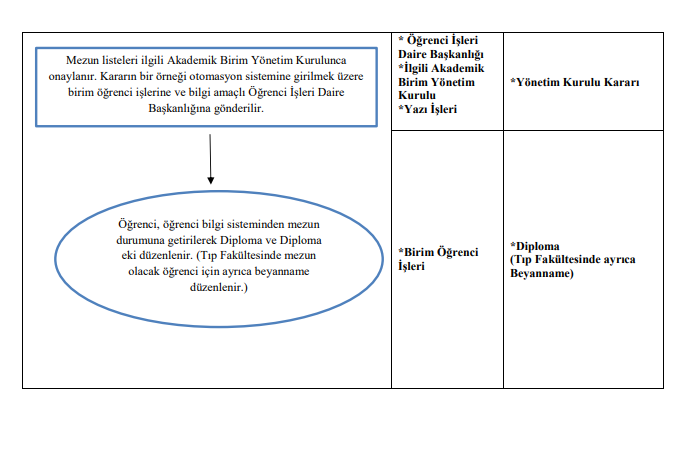 Mezun listeleri ilgili Akademik Birim Yönetim Kurulunca
onaylanır. Kararın bir örneği otomasyon sistemine girilmek üzere
birim öğrenci işlerine ve bilgi amaçlı Öğrenci İşleri Daire
Başkanlığına gönderilir.
* Öğrenci İşleri
Daire Başkanlığı
*İlgili Akademik
Birim Yönetim
Kurulu
*Yazı İşleri
*Yönetim Kurulu Kararı
Öğrenci, öğrenci bilgi sisteminden mezun
durumuna getirilerek Diploma ve Diploma
eki düzenlenir. (Tıp Fakültesinde mezun
olacak öğrenci için ayrıca beyanname
düzenlenir.)
*Birim Öğrenci
İşleri
*Diploma
(Tıp Fakültesinde ayrıca
Beyanname)